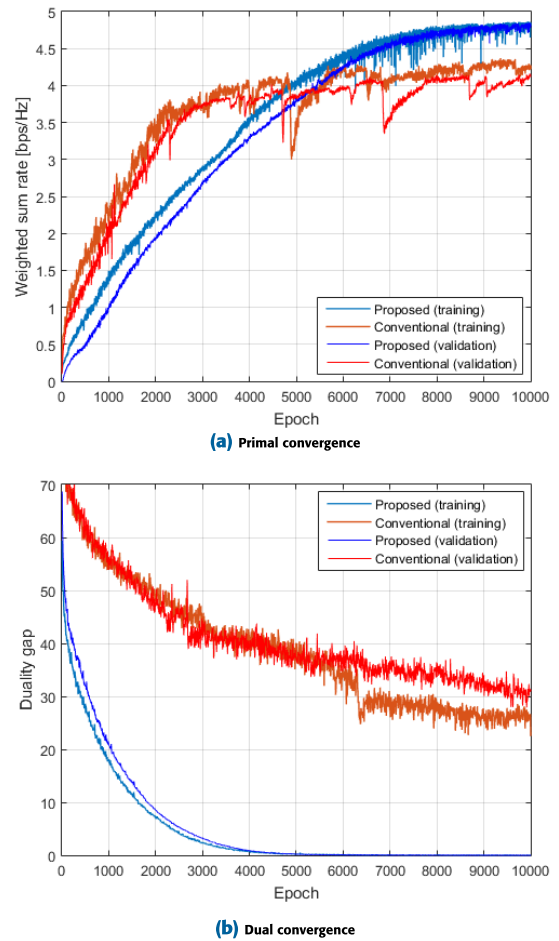 5
4.5
4
3.5
3
2.5
2
1.5
1
0.5
0
Weighted sum rate [bps/Hz]
Proposed (training)
Conventional (training)
Proposed (validation)
Conventional (validation)
0 1000 2000 3000 4000 5000 6000 7000 8000 9000 10000
Epoch
(a) Primal convergence
70
60
50
40
30
20
10
0
Duality gap
Proposed (training)
Conventional (training)
Proposed (validation)
Conventional (validation)
0 1000 2000 3000 4000 5000 6000 7000 8000 9000 10000
Epoch
(b) Dual convergence